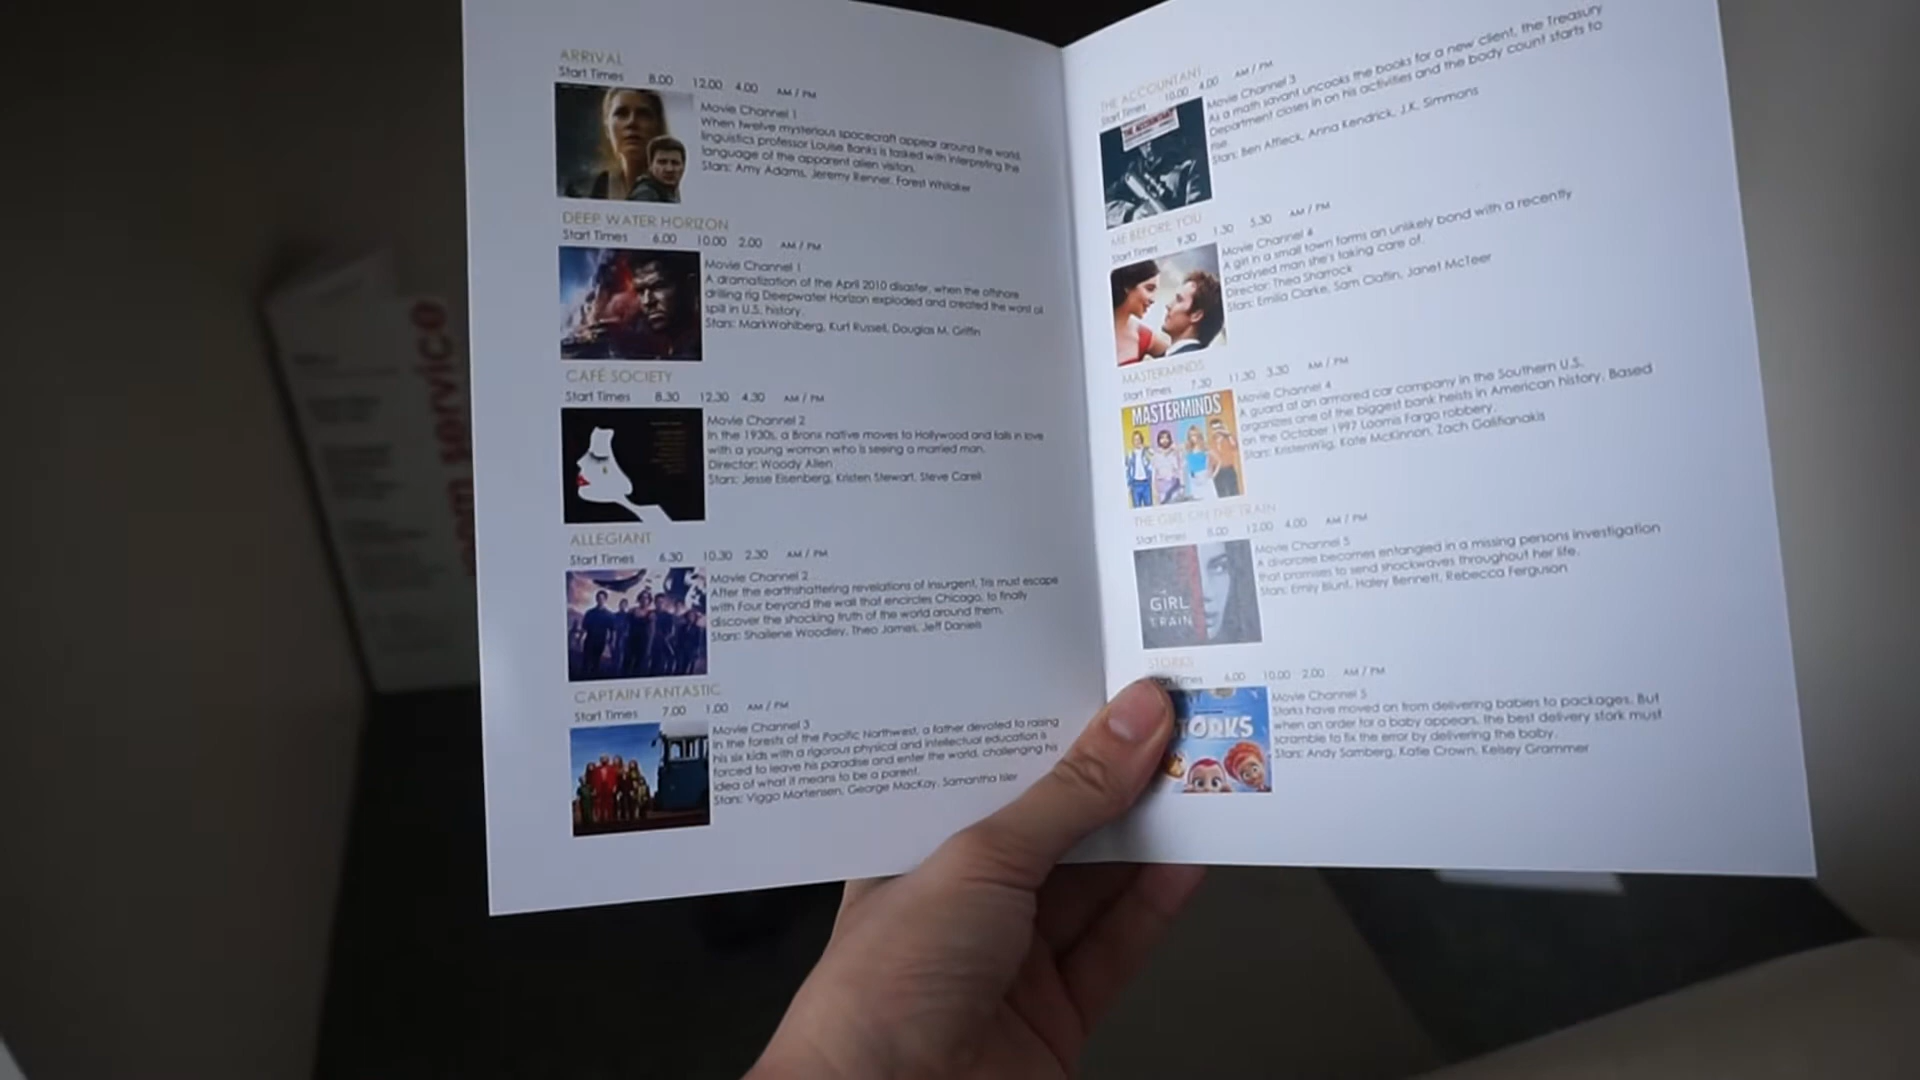 ARRIVAL
Start Times 8.00 12.00 4.00 AM / PM
Movie Channel 1
When twelve mysterious spacecraft appear around the world,
linguistics professor Louise Banks is tasked with interpreting the
language of the apparent alien visitors.
Stars: Amy Adams, Jeremy Renner, Forest Whitaker
DEEP WATER HORIZON
Start Times 6.00 10.00 2.00 AM / PM
Movie Channel 1
A dramatization of the April 2010 disaster, when the offshore
drilling rig Deepwater Horizon exploded and created the worst oil
spill in U.S. history.
Stars: MarkWahlberg, Kurt Russell, Douglas M. Griffin
CAFÉ SOCIETY
Start Times 8.30 12.30 4.30 AM / PM
Movie Channel 2
In the 1930s, a Bronx native moves to Hollywood and falls in love
with a young woman who is seeing a married man.
Director: Woody Allen
Stars: Jesse Eisenberg, Kristen Stewart, Steve Carell
ALLEGIANT
Start Times 6.30 10.30 2.30 AM / PM
Movie Channel 2
After the earthshattering revelations of Insurgent, Tris must escape
with Four beyond the wall that encircles Chicago, to finally
discover the shocking truth of the world around them.
Stars: Shailene Woodley, Theo James, Jeff Daniels
CAPTAIN FANTASTIC
Start Times 7.00 1.00 AM / PM
Movie Channel 3
In the forests of the Pacific Northwest, a father devoted to raising
his six kids with a rigorous physical and intellectual education is
forced to leave his paradise and enter the world, challenging his
idea of what it means to be a parent.
Stars: Viggo Mortensen, George MacKay, Samantha Isler
THE ACCOUNTANT
Start Times 10.00 4.00 AM / PM
THE ACCOUNTANT
Movie Channel 3
As a math savant uncooks the books for a new client, the Treasury
Department closes in on his activities and the body count starts to
rise.
Stars: Ben Affleck, Anna Kendrick, J.K. Simmons
ME BEFORE YOU
Start Times 9.30 1.30 5.30 AM / PM
Movie Channel 4
A girl in a small town forms an unlikely bond with a recently
paralysed man she's taking care of.
Director: Thea Sharrock
Stars: Emilia Clarke, Sam Claflin, Janet McTeer
MASTERMINDS
Start Times 7.30 11.30 3.30 AM / PM
MASTERMINDS
Movie Channel 4
A guard at an armored car company in the Southern U.S.
organizes one of the biggest bank heists in American history. Based
on the October 1997 Loomis Fargo robbery.
Stars: KristenWiig, Kate McKinnon, Zach Galifianakis
THE GIRL ON THE TRAIN
Start Times 8.00 12.00 4.00 AM / PM
THE
GIRL
TRAIN
Movie Channel 5
A divorcee becomes entangled in a missing persons investigation
that promises to send shockwaves throughout her life.
Stars: Emily Blunt, Haley Bennett, Rebecca Ferguson
STORKS
Start Times 6.00 10.00 2.00 AM / PM
TORKS
Movie Channel 5
Storks have moved on from delivering babies to packages. But
when an order for a baby appears, the best delivery stork must
scramble to fix the error by delivering the baby.
Stars: Andy Samberg, Katie Crown, Kelsey Grammer
service